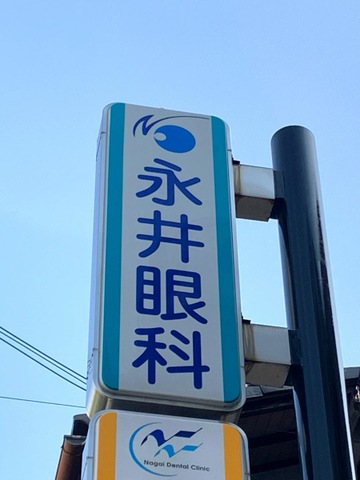 永井眼科
Nagai Dental Clinic